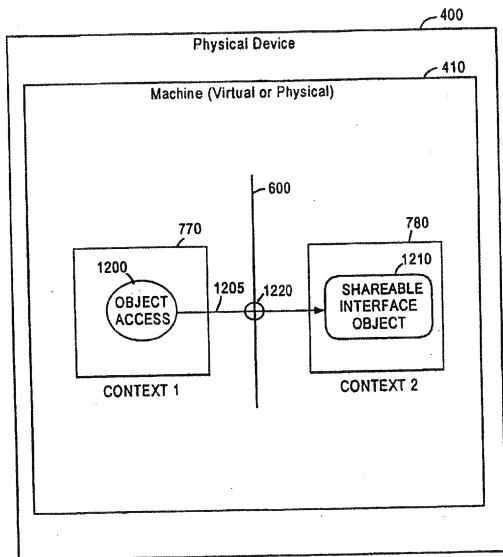 400
Physical Device
410
Machine (Virtual or Physical)
600
770
780
1200
1210
OBJECT
ACCESS
1205
1220
SHAREABLE
INTERFACE
OBJECT
CONTEXT 1
CONTEXT 2